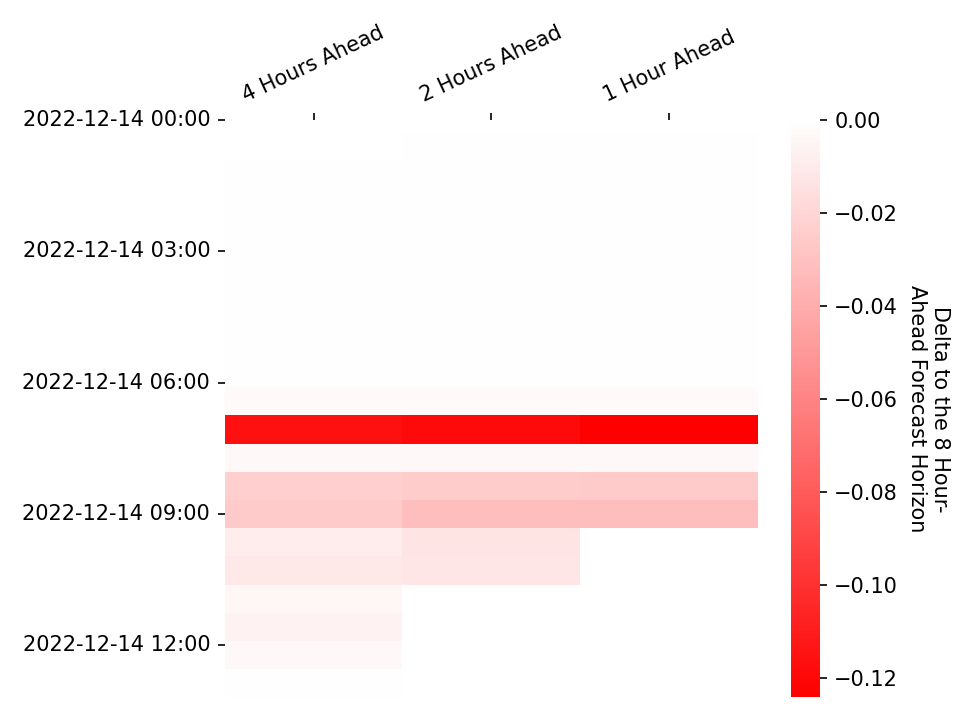 4 Hours Ahead
2 Hours Ahead
1 Hour Ahead
2022-12-14 00:00
2022-12-14 03:00
2022-12-14 06:00
2022-12-14 09:00
2022-12-14 12:00
0.00
−0.02
−0.04
−0.06
−0.08
−0.10
−0.12
Delta to the 8 Hour-
Ahead Forecast Horizon